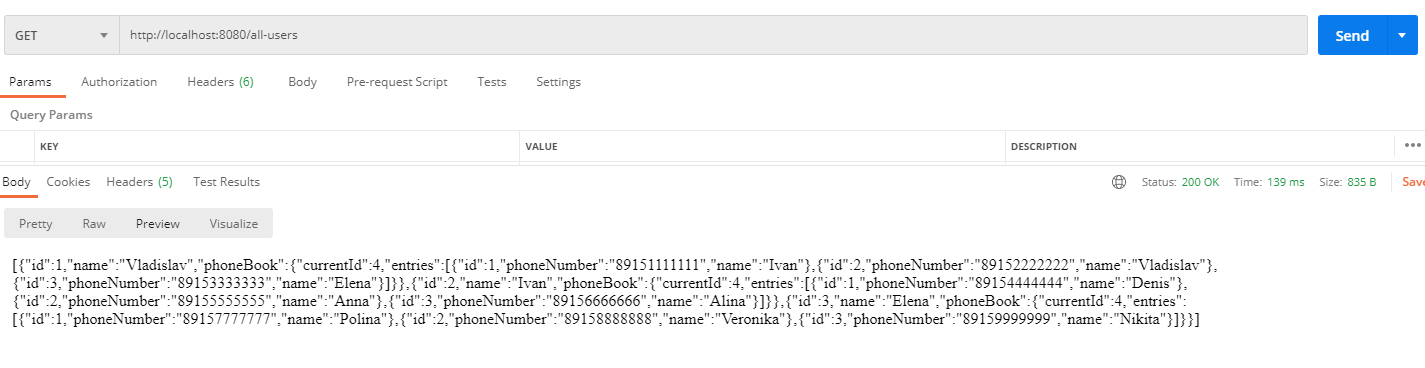 GET http://localhost:8080/all-users Send
Params Authorization Headers (6) Body Pre-request Script Tests Settings
Query Params
KEY VALUE DESCRIPTION •••
Body Cookies Headers (5) Test Results Status: 200 OK Time: 139 ms Size: 835 B Save
Pretty Raw Preview Visualize
[{"id":1,"name":"Vladislav","phoneBook":{"currentId":4,"entries":[{"id":1,"phoneNumber":"89151111111","name":"Ivan"},{"id":2,"phoneNumber":"89152222222","name":"Vladislav"},
{"id":3,"phoneNumber":"89153333333","name":"Elena"}]}},{"id":2,"name":"Ivan","phoneBook":{"currentId":4,"entries":[{"id":1,"phoneNumber":"89154444444","name":"Denis"},
{"id":2,"phoneNumber":"89155555555","name":"Anna"},{"id":3,"phoneNumber":"89156666666","name":"Alina"}]}},{"id":3,"name":"Elena","phoneBook":{"currentId":4,"entries":
[{"id":1,"phoneNumber":"89157777777","name":"Polina"},{"id":2,"phoneNumber":"89158888888","name":"Veronika"},{"id":3,"phoneNumber":"89159999999","name":"Nikita"}]}}]